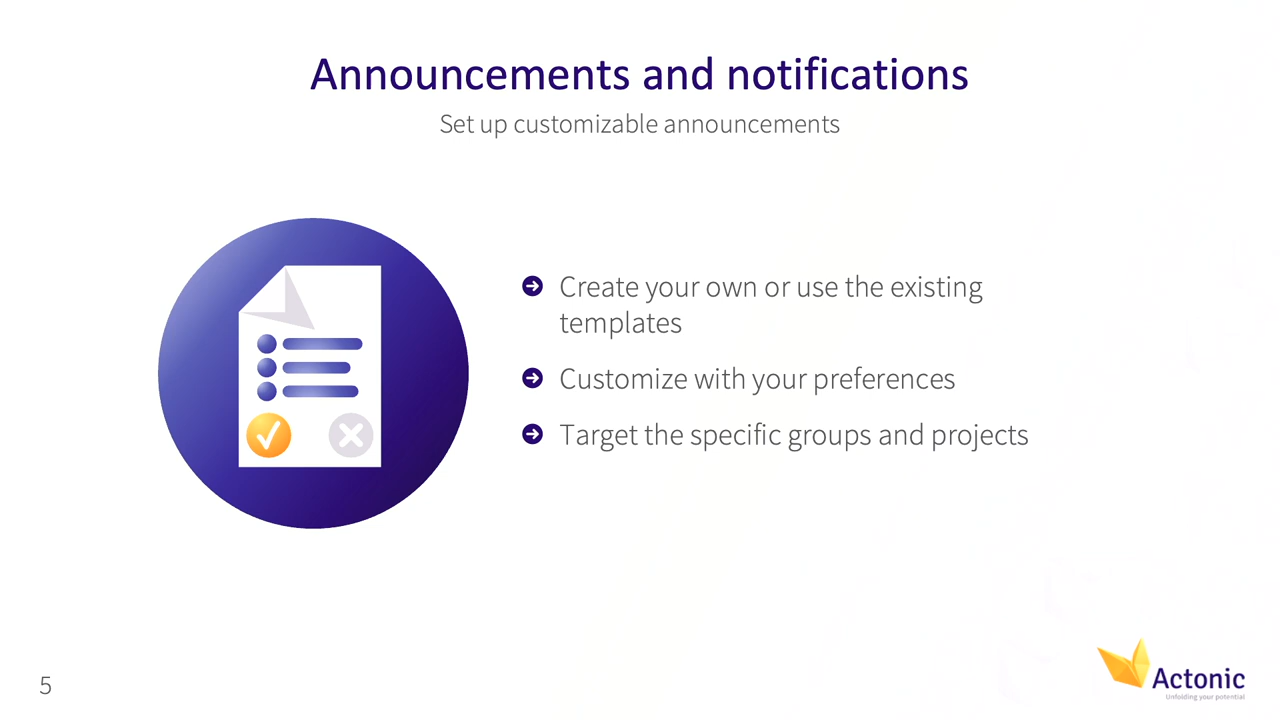 Announcements and notifications
Set up customizable announcements
Create your own or use the existing
templates
Customize with your preferences
Target the specific groups and projects
5
Actonic
Unfolding your potential